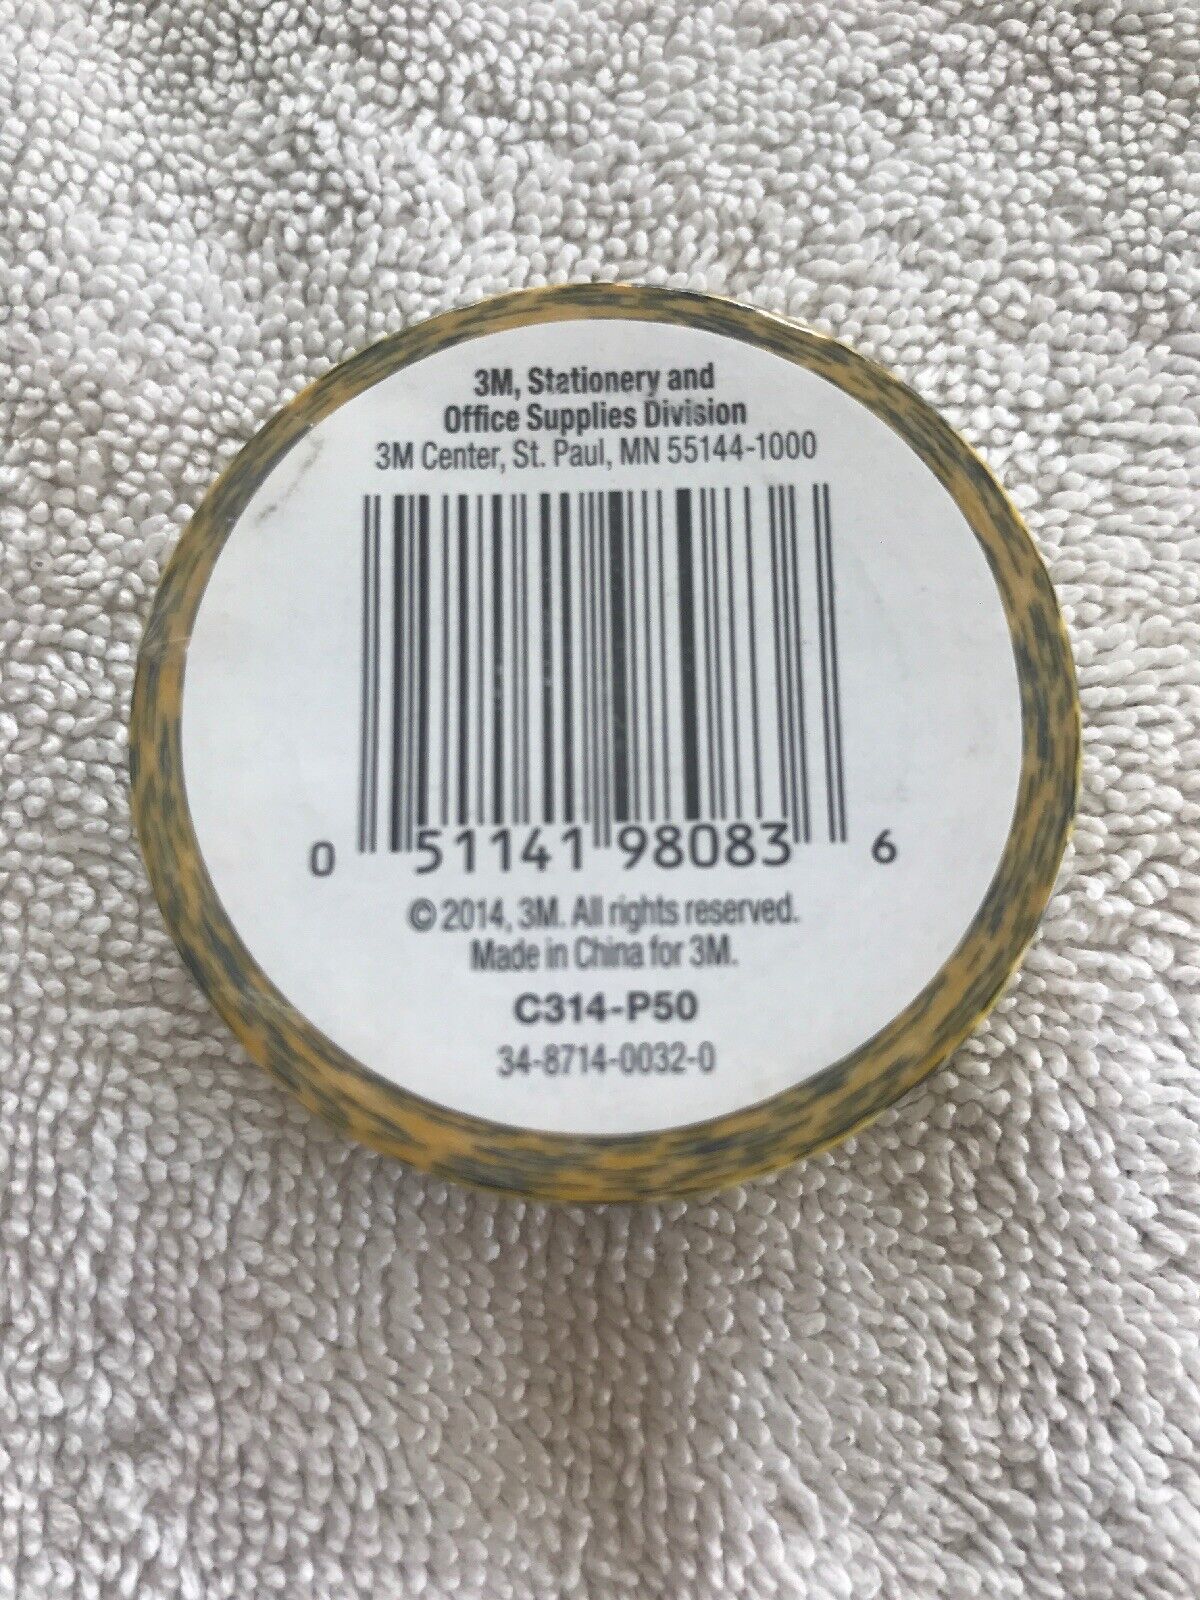 3M, Stationery and
Office Supplies Division
3M Center, St. Paul, MN 55144-1000
0 51141 98083 6
© 2014, 3M. All rights reserved.
Made in China for 3M.
C314-P50
34-8714-0032-0